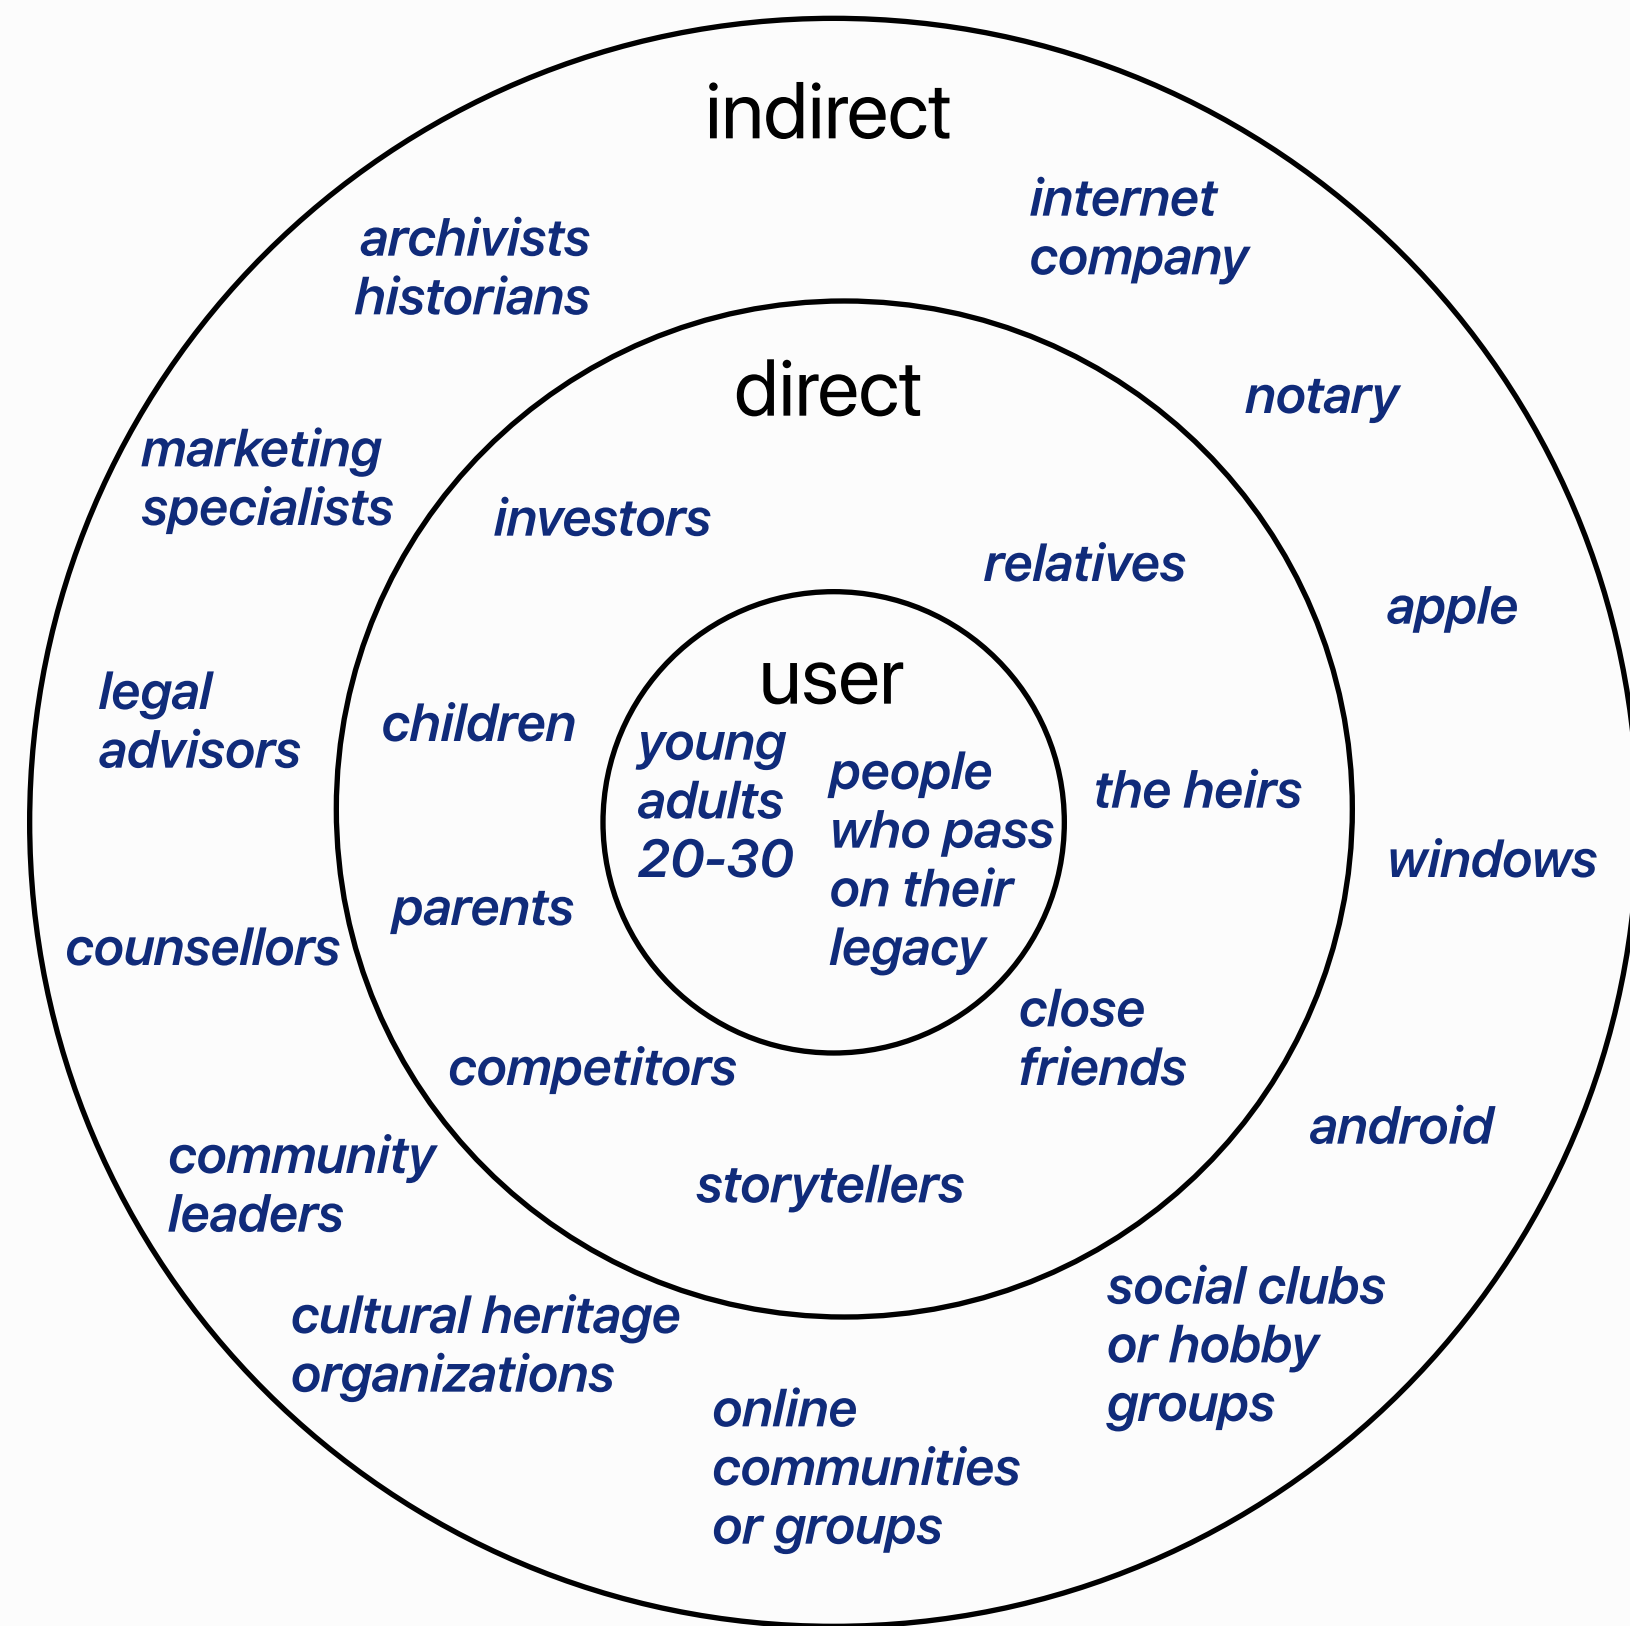 indirect
internet
company
archivists
historians
direct
notary
marketing
specialists
investors
relatives
apple
user
legal
advisors
children
young
adults
20-30
people
who pass
on their
legacy
the heirs
windows
parents
counsellors
close
friends
competitors
android
community
leaders
storytellers
social clubs
or hobby
groups
cultural heritage
organizations
online
communities
or groups